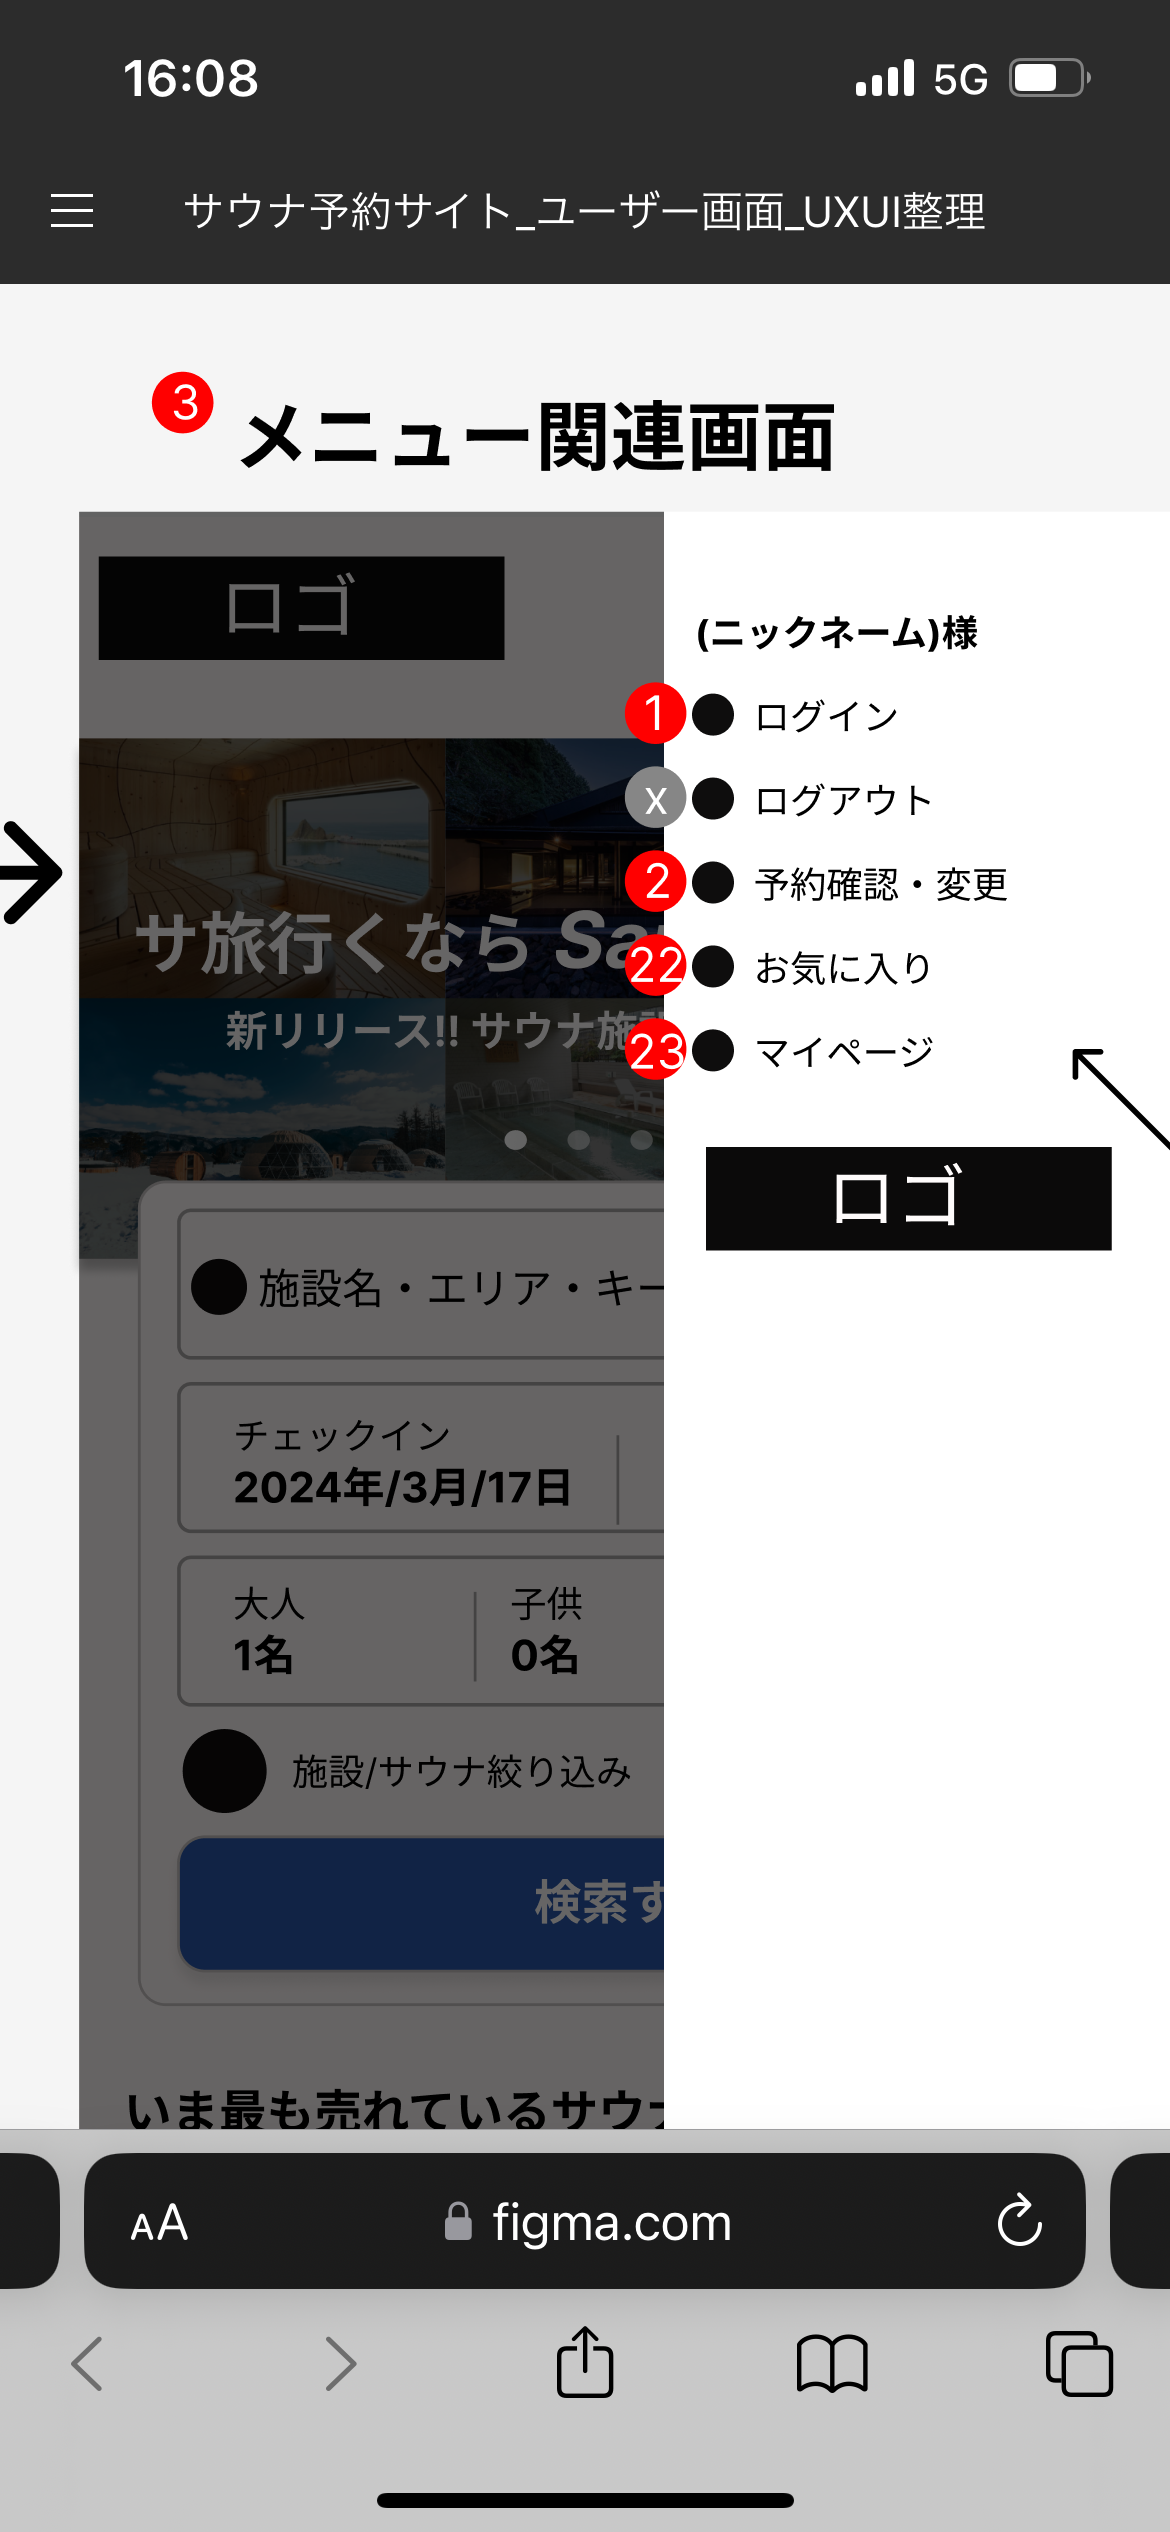 16:08
5G
サウナ予約サイト_ユーザー画面_UXUI整理
3
メニュー関連画面
ロゴ
(ニックネーム)様
1 ログイン
x ログアウト
2 予約確認・変更
22 お気に入り
23 マイページ
ロゴ
サ旅行くなら Sa
新リリース!! サウナ施
施設名・エリア・キー
チェックイン
2024年/3月/17日
大人 子供
1名 0名
施設/サウナ絞り込み
検索す
いま最も売れているサウナ
AA figma.com